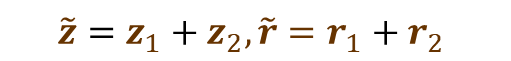 z̃ = z₁ + z₂, r̃ = r₁ + r₂